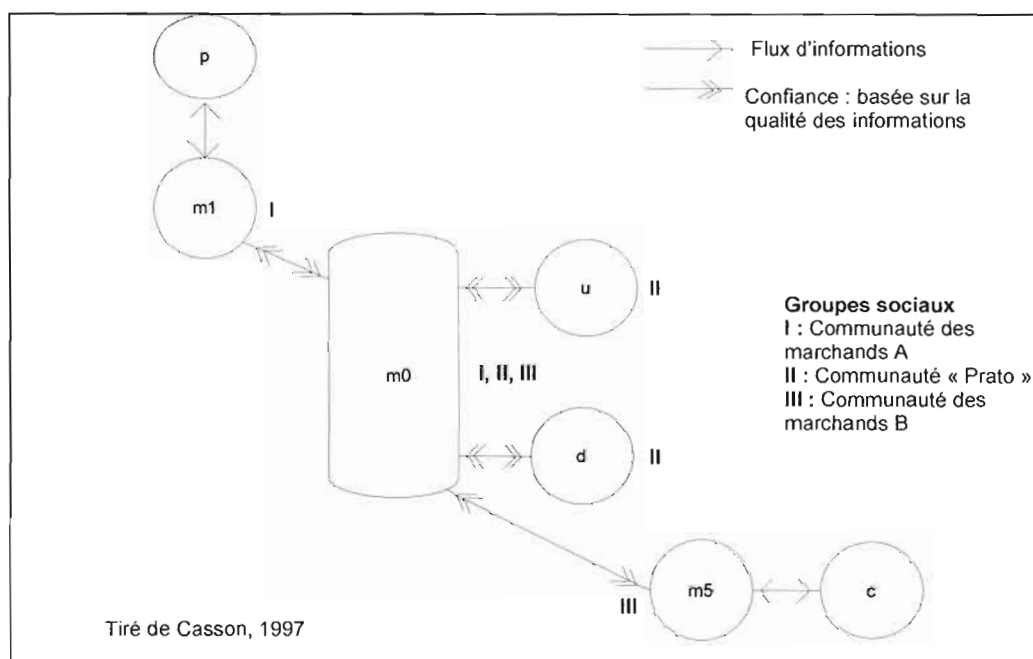 p
Flux d'informations
Confiance : basée sur la
qualité des informations
m1
I
u
II
m0
I, II, III
Groupes sociaux
I : Communauté des
marchands A
II : Communauté « Prato »
III : Communauté des
marchands B
d
II
III
m5
c
Tiré de Casson, 1997